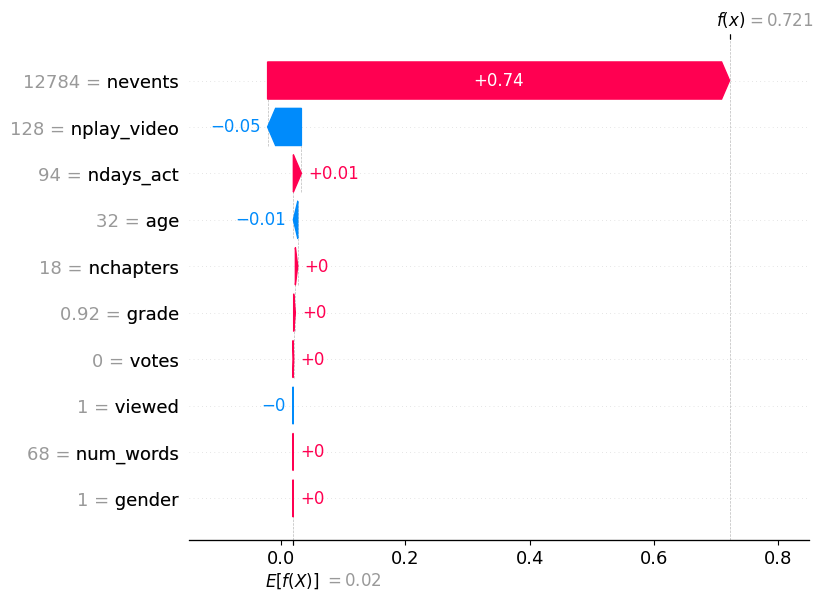 f(x) = 0.721
12784 = nevents +0.74
128 = nplay_video −0.05
94 = ndays_act +0.01
32 = age −0.01
18 = nchapters +0
0.92 = grade +0
0 = votes +0
1 = viewed −0
68 = num_words +0
1 = gender +0
0.0 0.2 0.4 0.6 0.8
E[f(X)] = 0.02